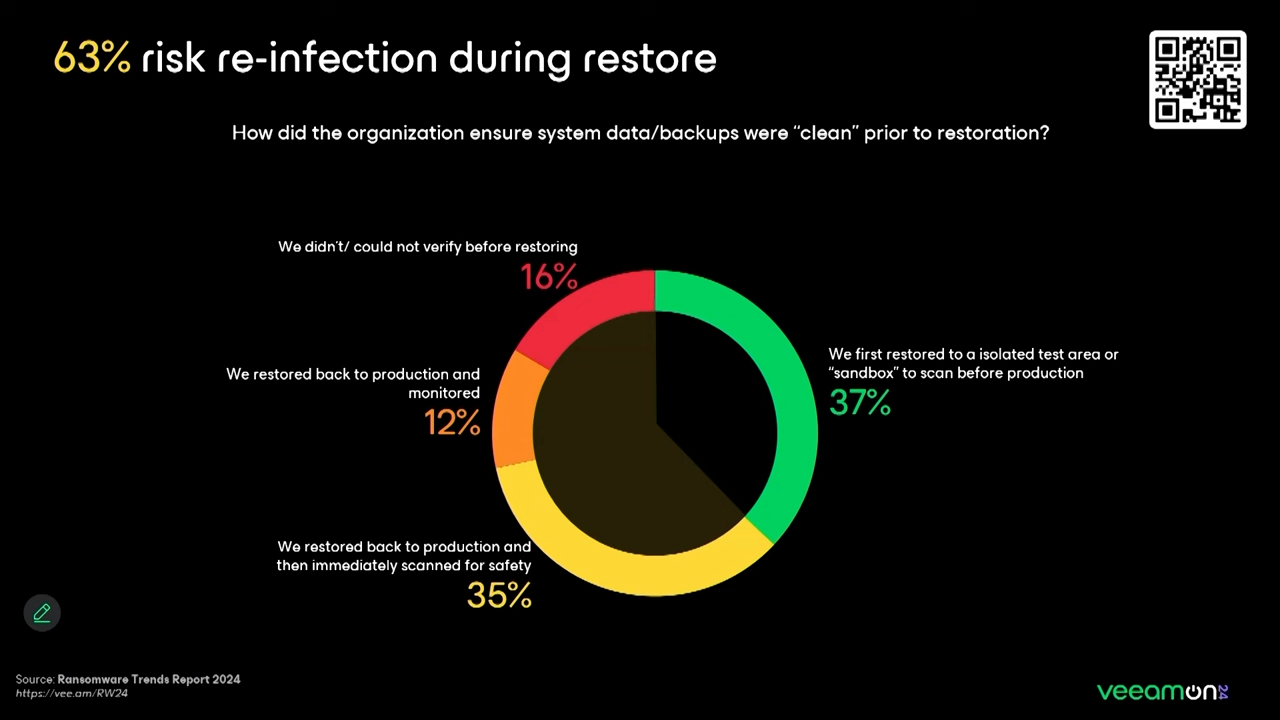 63% risk re-infection during restore
How did the organization ensure system data/backups were “clean” prior to restoration?
We didn't/ could not verify before restoring
16%
We first restored to a isolated test area or
“sandbox” to scan before production
37%
We restored back to production and
monitored
12%
We restored back to production and
then immediately scanned for safety
35%
Source: Ransomware Trends Report 2024
https://vee.am/RW24
veeamON24